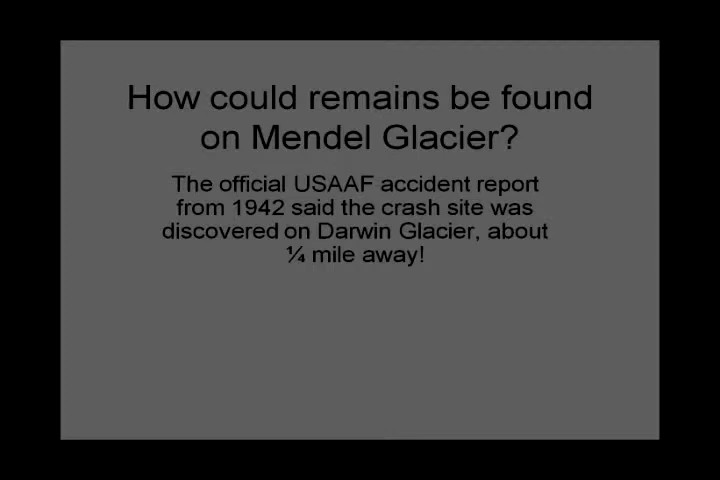 How could remains be found
on Mendel Glacier?
The official USAAF accident report
from 1942 said the crash site was
discovered on Darwin Glacier, about
¼ mile away!